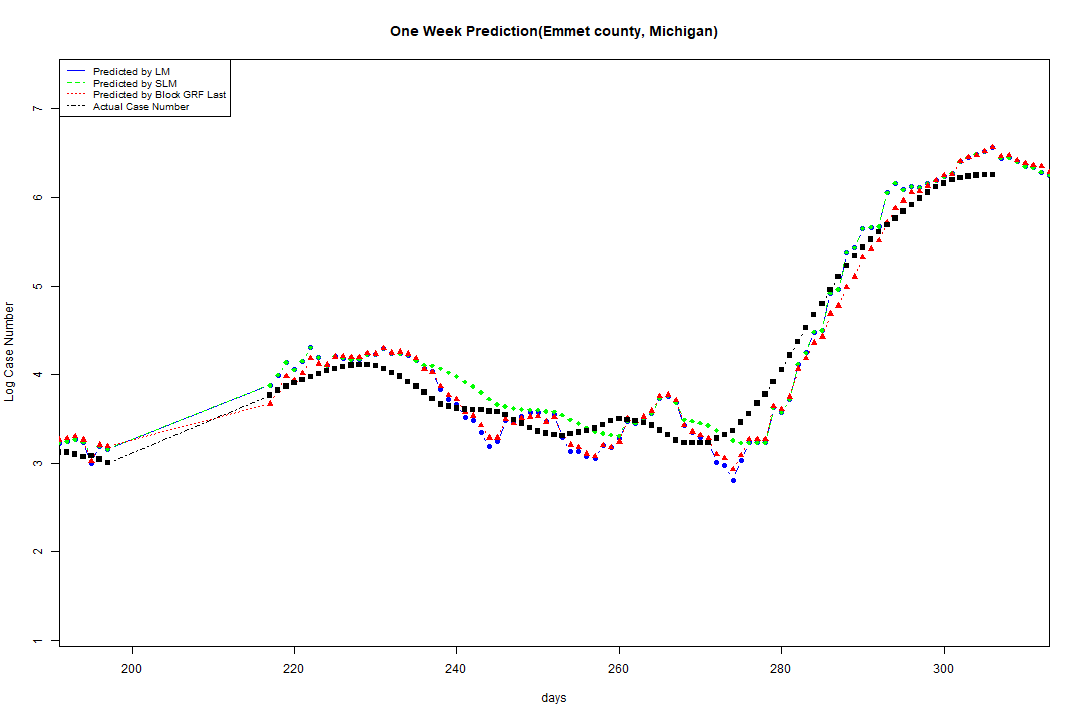 One Week Prediction(Emmet county, Michigan)
Predicted by LM
Predicted by SLM
Predicted by Block GRF Last
Actual Case Number
7
6
5
4
3
2
1
Log Case Number
200 220 240 260 280 300
days